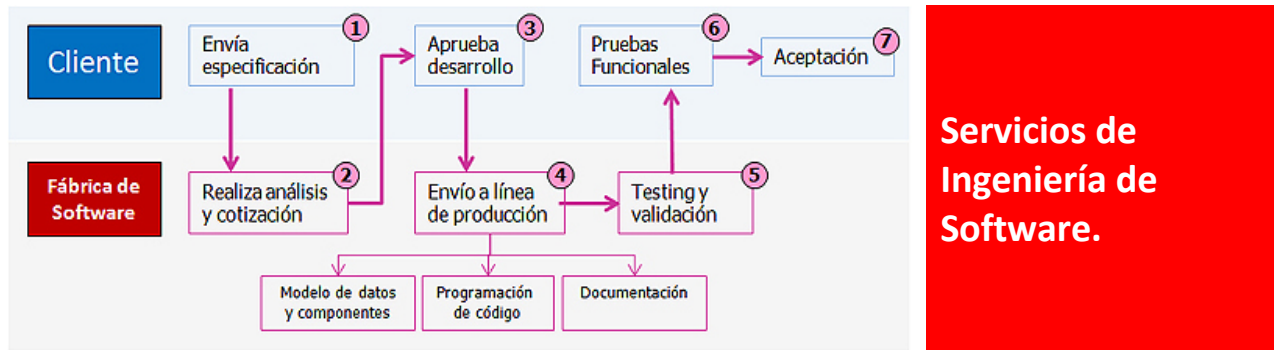 Cliente
1
Envía
especificación
3
Aprueba
desarrollo
6
Pruebas
Funcionales
7
Aceptación
Fábrica de
Software
2
Realiza análisis
y cotización
4
Envío a línea
de producción
5
Testing y
validación
Modelo de datos
y componentes
Programación
de código
Documentación
Servicios de
Ingeniería de
Software.